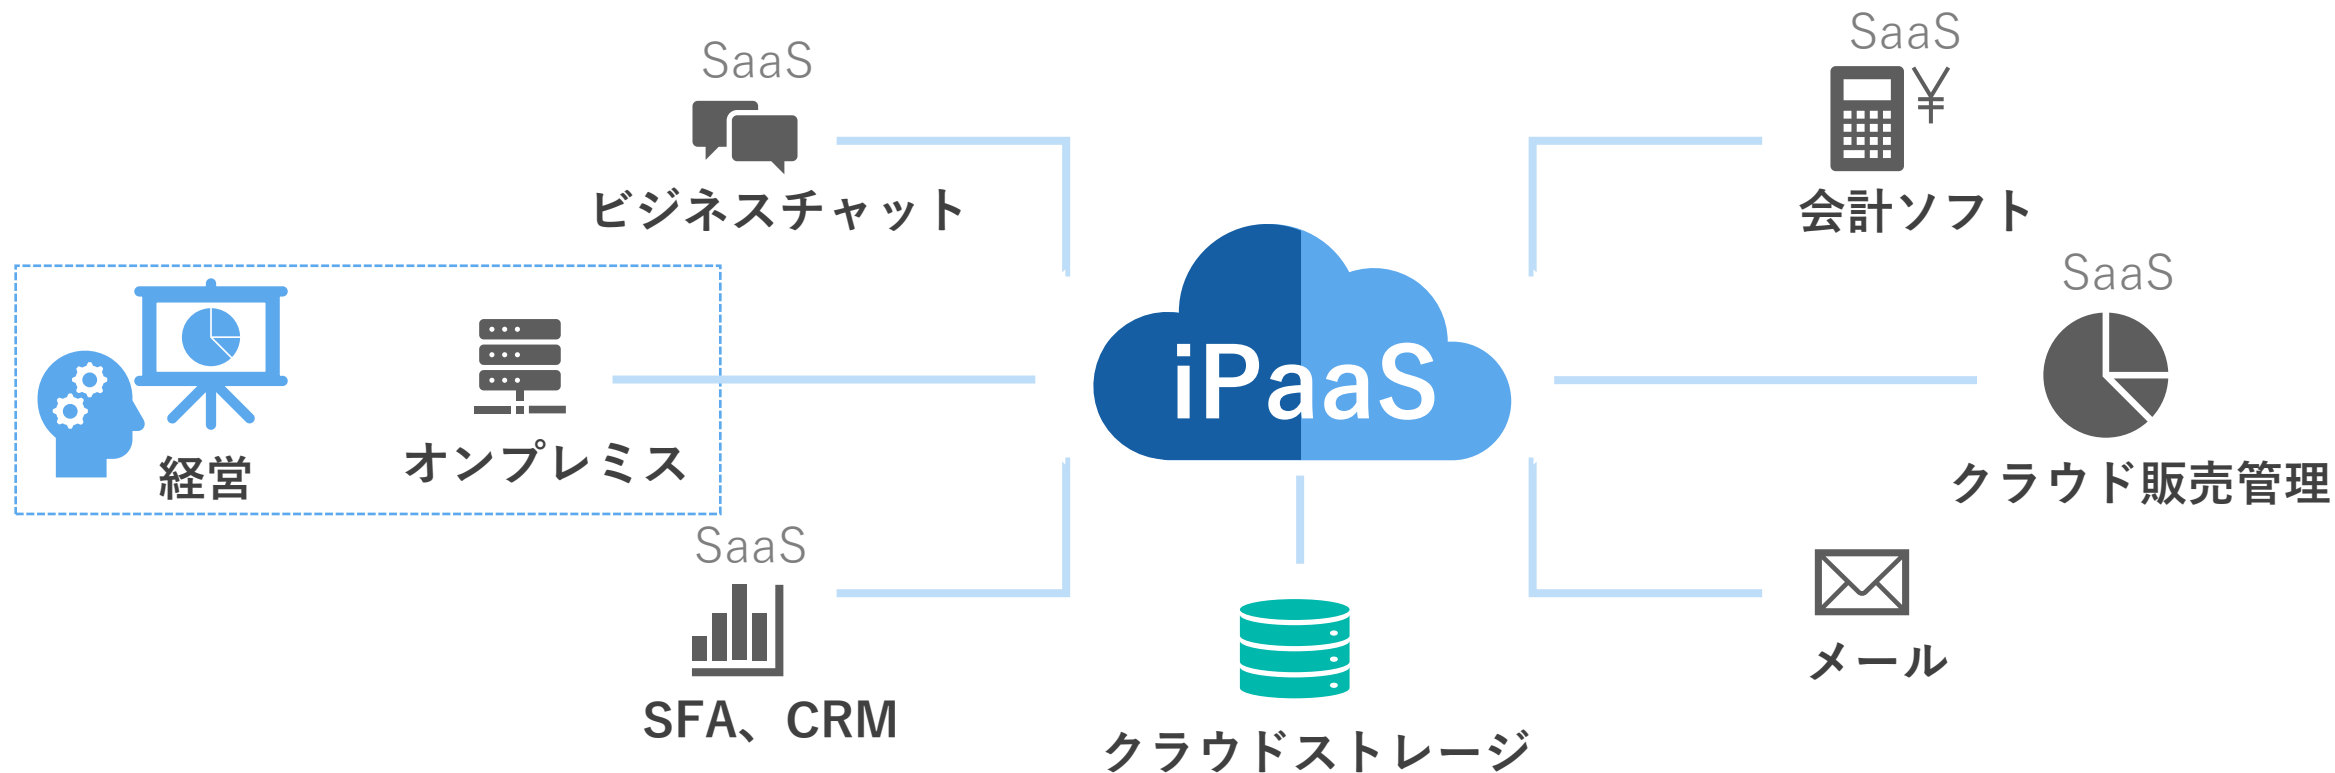 SaaS
ビジネスチャット
SaaS
¥
会計ソフト
経営
オンプレミス
iPaaS
SaaS
クラウド販売管理
SaaS
SFA、CRM
クラウドストレージ
メール